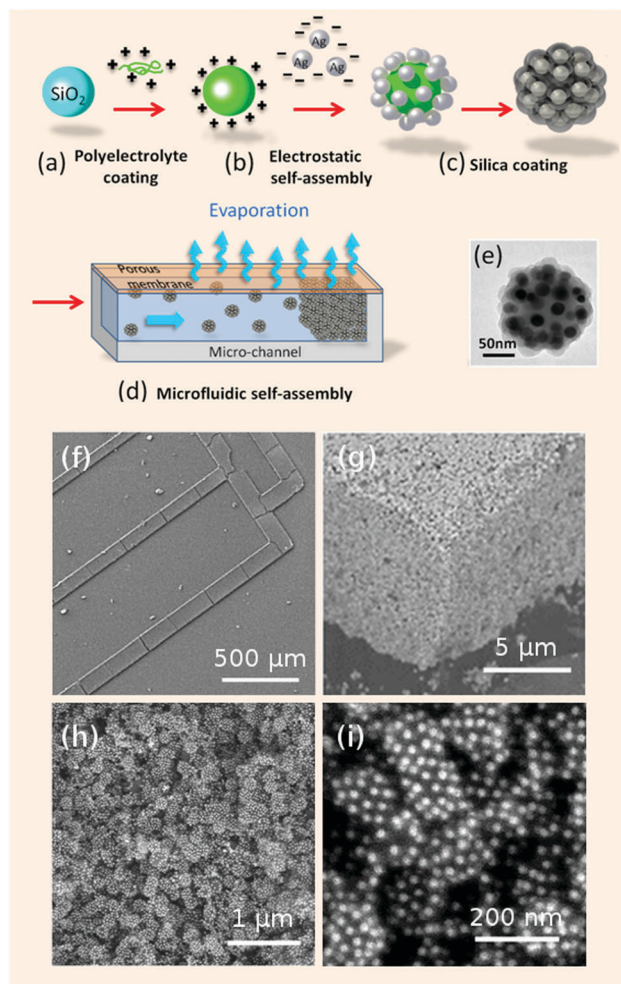 SiO2
Ag
Ag
Ag
(a) Polyelectrolyte
coating
(b) Electrostatic
self-assembly
(c) Silica coating
Evaporation
Porous
membrane
Micro-channel
(d) Microfluidic self-assembly
(e)
50nm
(f)
500 μm
(g)
5 μm
(h)
1 μm
(i)
200 nm